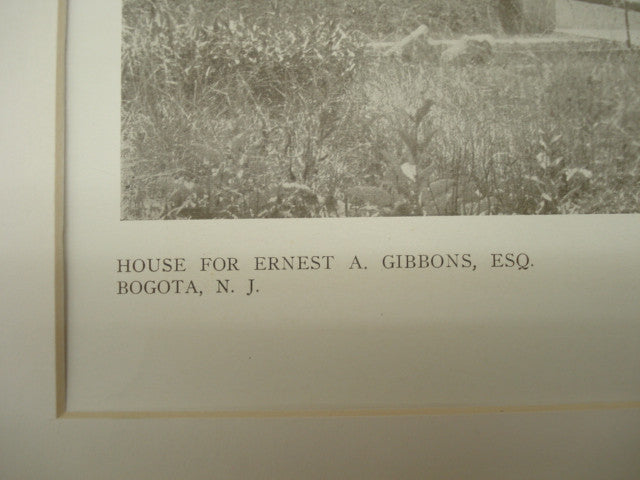 HOUSE FOR ERNEST A. GIBBONS, ESQ.
BOGOTA, N. J.